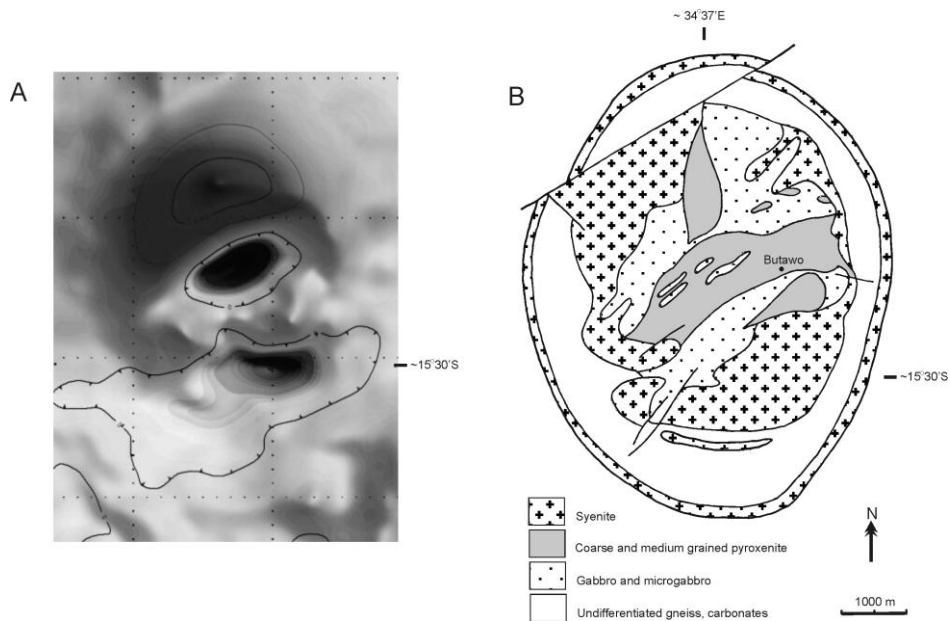 A
~15°30'S
~ 34°37'E
B
Butawo
~15°30'S
Syenite
Coarse and medium grained pyroxenite
Gabbro and microgabbro
Undifferentiated gneiss, carbonates
N
1000 m